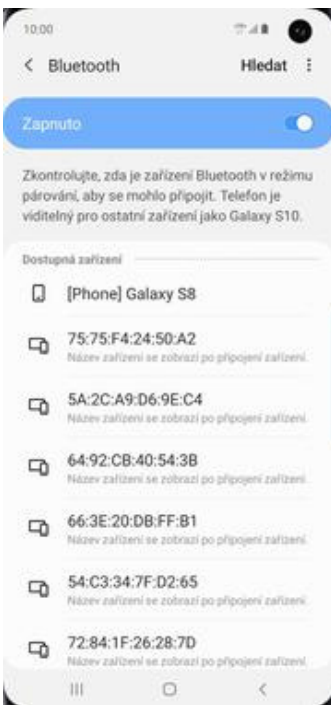 10:00
Bluetooth
Hledat
Zapnuto
Zkontrolujte, zda je zařízení Bluetooth v režimu
párování, aby se mohlo připojit. Telefon je
viditelný pro ostatní zařízení jako Galaxy S10.
Dostupná zařízení
[Phone] Galaxy S8
75:75:F4:24:50:A2
Název zařízení se zobrazí po připojení zařízení.
5A:2C:A9:D6:9E:C4
Název zařízení se zobrazí po připojení zařízení.
64:92:CB:40:54:3B
Název zařízení se zobrazí po připojení zařízení.
66:3E:20:DB:FF:B1
Název zařízení se zobrazí po připojení zařízení.
54:C3:34:7F:D2:65
Název zařízení se zobrazí po připojení zařízení.
72:84:1F:26:28:7D
Název zařízení se zobrazí po připojení zařízení.